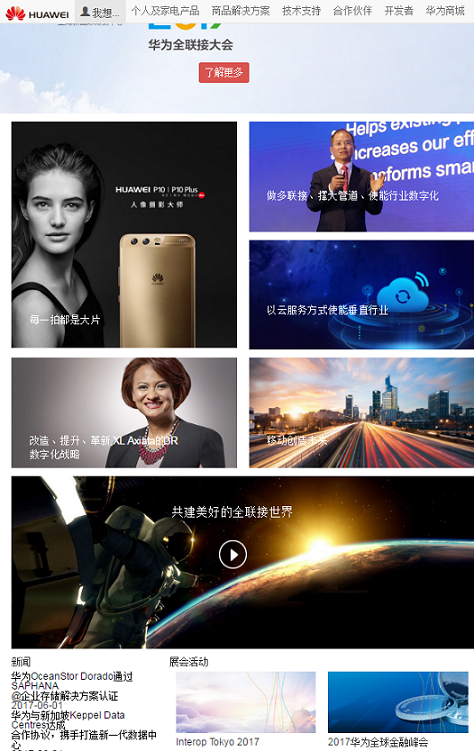 HUAWEI 我想... 个人及家电产品 商品解决方案 技术支持 合作伙伴 开发者 华为商城
华为全联接大会
了解更多
HUAWEI P10 | P10 Plus
人像摄影大师
每一拍都是大片
Helps existing
increases our eff
做多联接、撑大管道、使能行业数字化
以云服务方式使能垂直行业
改造、提升、革新 XL Axiata的DR
数字化战略
移动创造未来
共建美好的全联接世界
新闻
华为OceanStor Dorado通过
SAPHANA
@企业存储解决方案认证
2017-06-01
华为与新加坡Keppel Data
Centres达成
合作协议，携手打造新一代数据中
心
展会活动
Interop Tokyo 2017
2017华为全球金融峰会